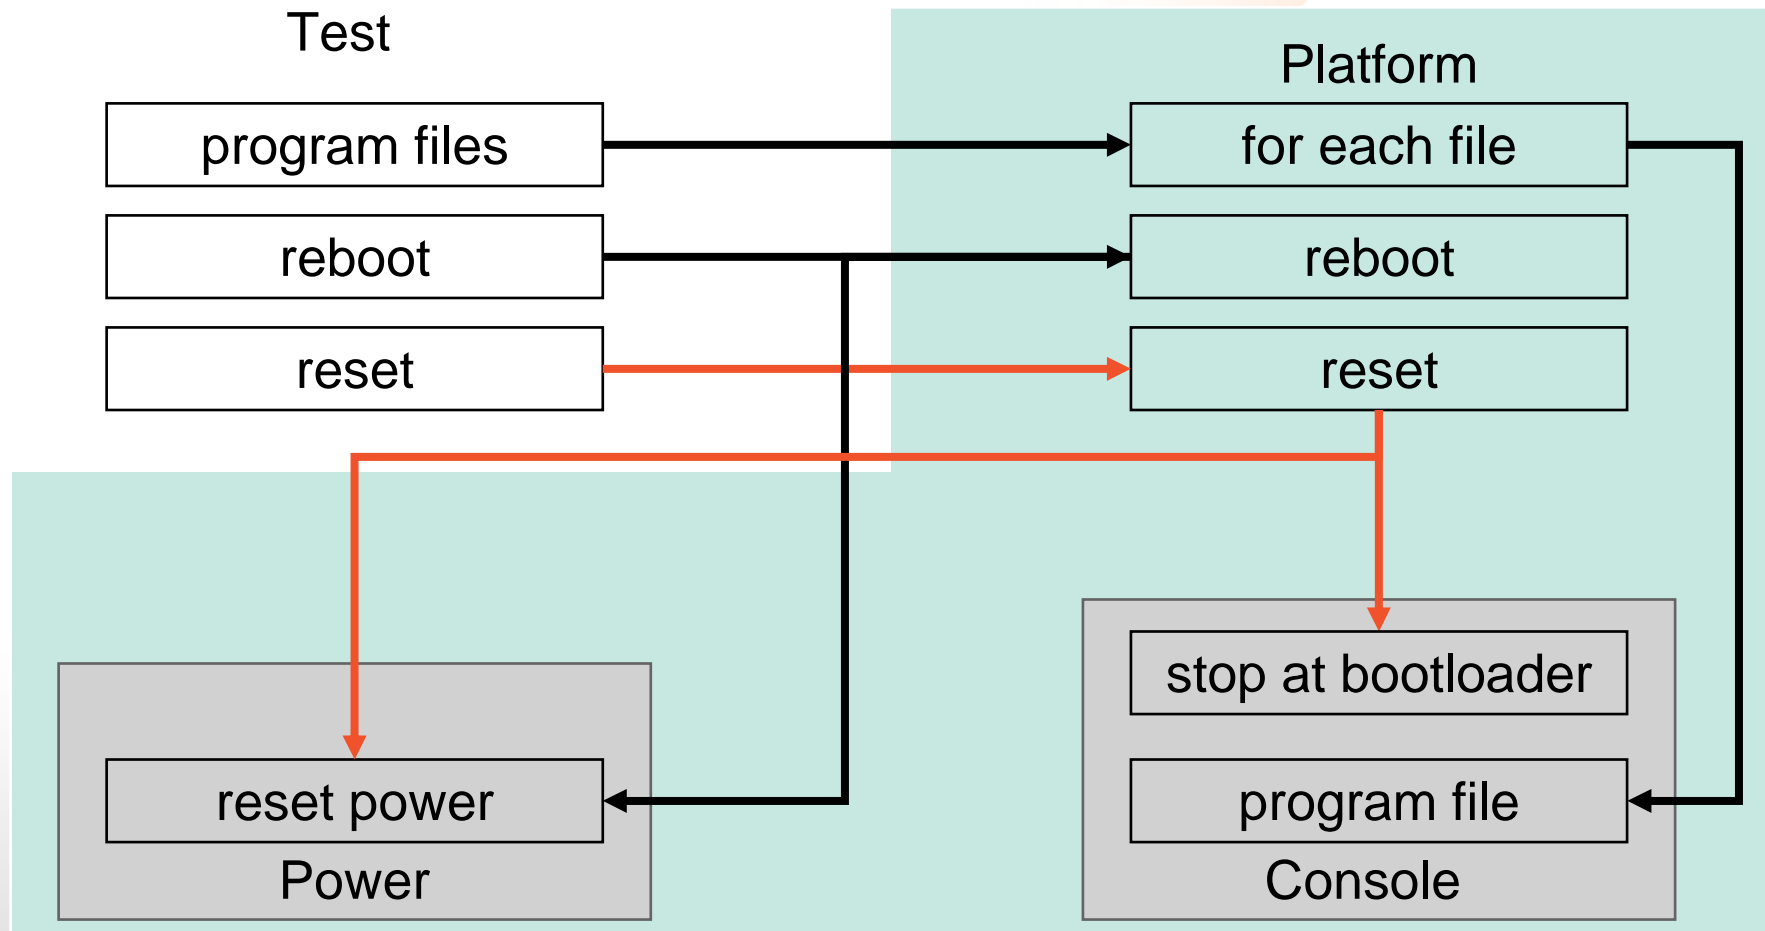 Test
Platform
program files
for each file
reboot
reboot
reset
reset
stop at bootloader
reset power
program file
Power
Console